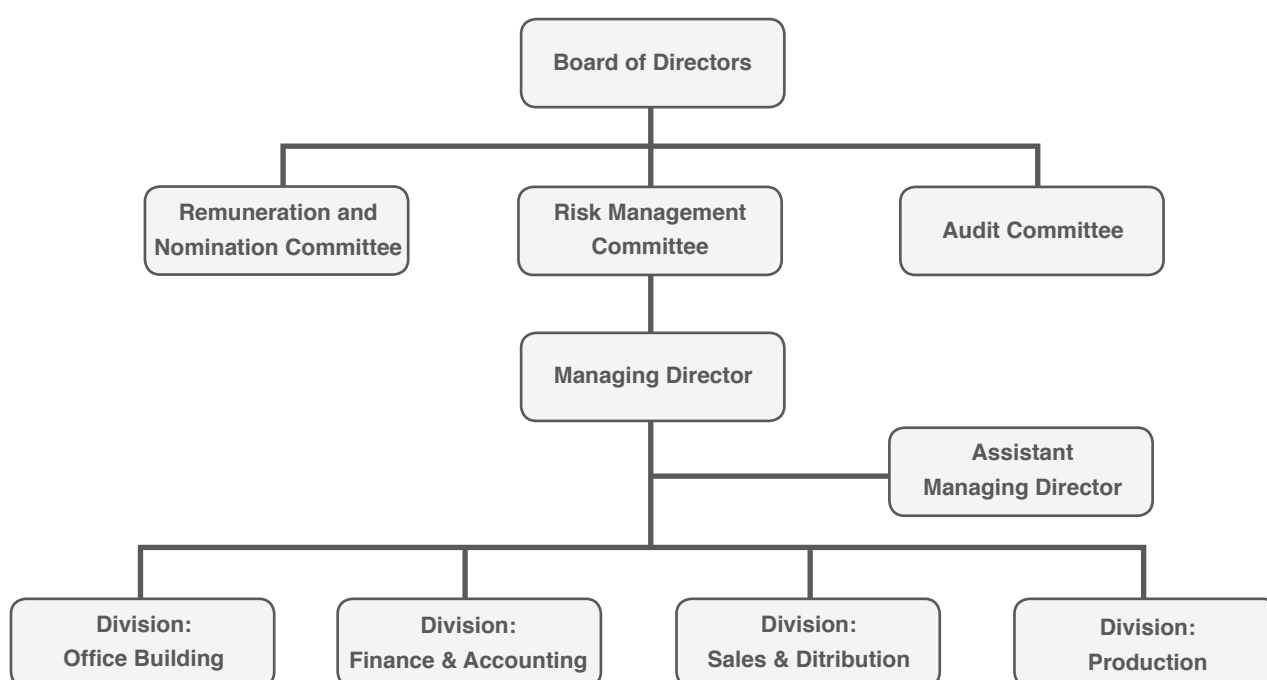 Board of Directors
Remuneration and
Nomination Committee
Risk Management
Committee
Audit Committee
Managing Director
Assistant
Managing Director
Division:
Office Building
Division:
Finance & Accounting
Division:
Sales & Ditribution
Division:
Production